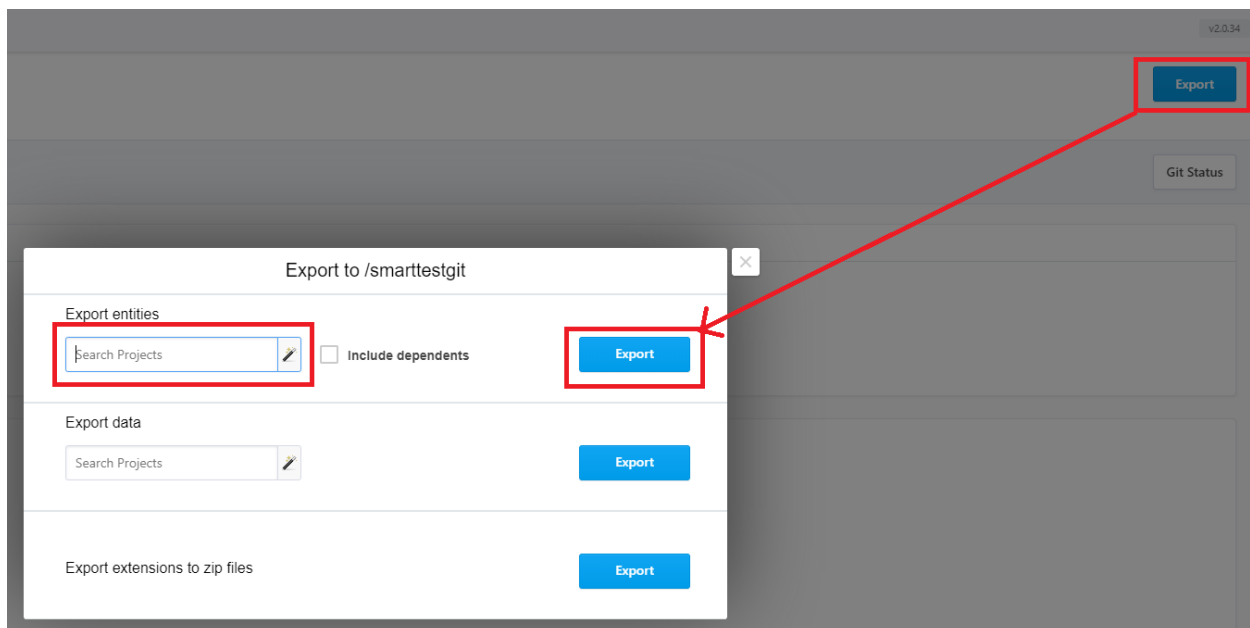 v2.0.34
Export
Git Status
Export to /smarttestgit
Export entities
Search Projects
Include dependents
Export
Export data
Search Projects
Export
Export extensions to zip files
Export